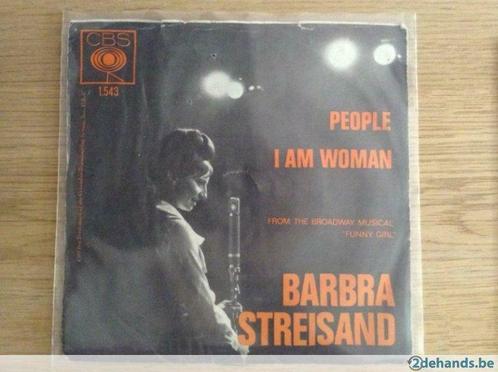 CBS
1.543
PEOPLE
I AM WOMAN
FROM THE BROADWAY MUSICAL
"FUNNY GIRL"
BARBRA
STREISAND
2dehands.be